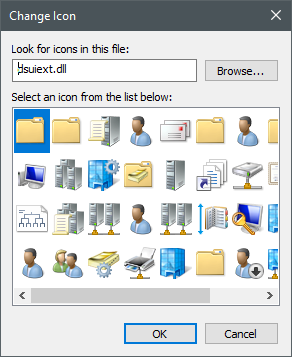 Change Icon
Look for icons in this file:
dsuiext.dll
Browse...
Select an icon from the list below:
OK
Cancel